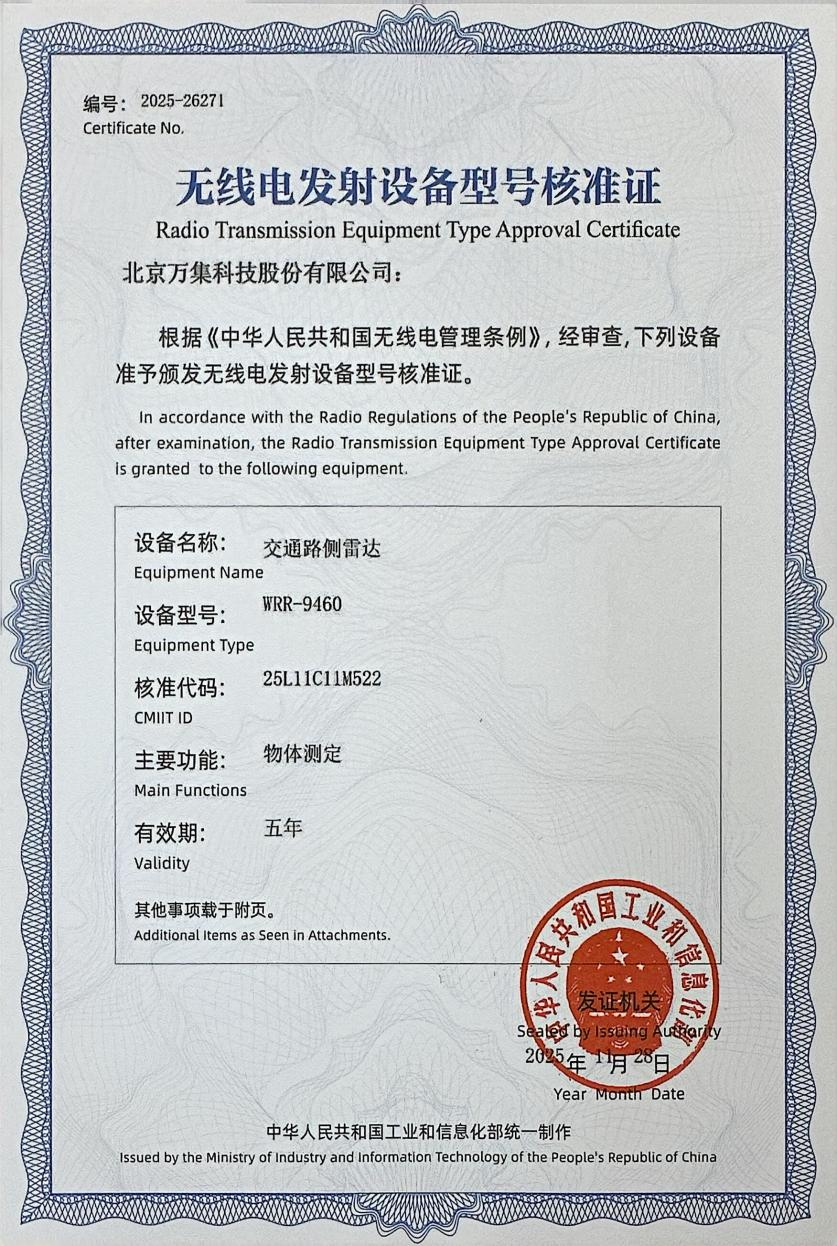 编号： 2025-26271
Certificate No.
无线电发射设备型号核准证
Radio Transmission Equipment Type Approval Certificate
北京万集科技股份有限公司：
根据《中华人民共和国无线电管理条例》，经审查，下列设备
准予颁发无线电发射设备型号核准证。
In accordance with the Radio Regulations of the People's Republic of China,
after examination, the Radio Transmission Equipment Type Approval Certificate
is granted to the following equipment.
设备名称： 交通路侧雷达
Equipment Name
设备型号： WRR-9460
Equipment Type
核准代码： 25L11C11M522
CMIIT ID
主要功能： 物体测定
Main Functions
有效期： 五年
Validity
其他事项载于附页。
Additional Items as Seen in Attachments.
中华人民共和国工业和信息化部
发证机关
Sealed by Issuing Authority
2025年 11月 28日
Year Month Date
中华人民共和国工业和信息化部统一制作
Issued by the Ministry of Industry and Information Technology of the People's Republic of China